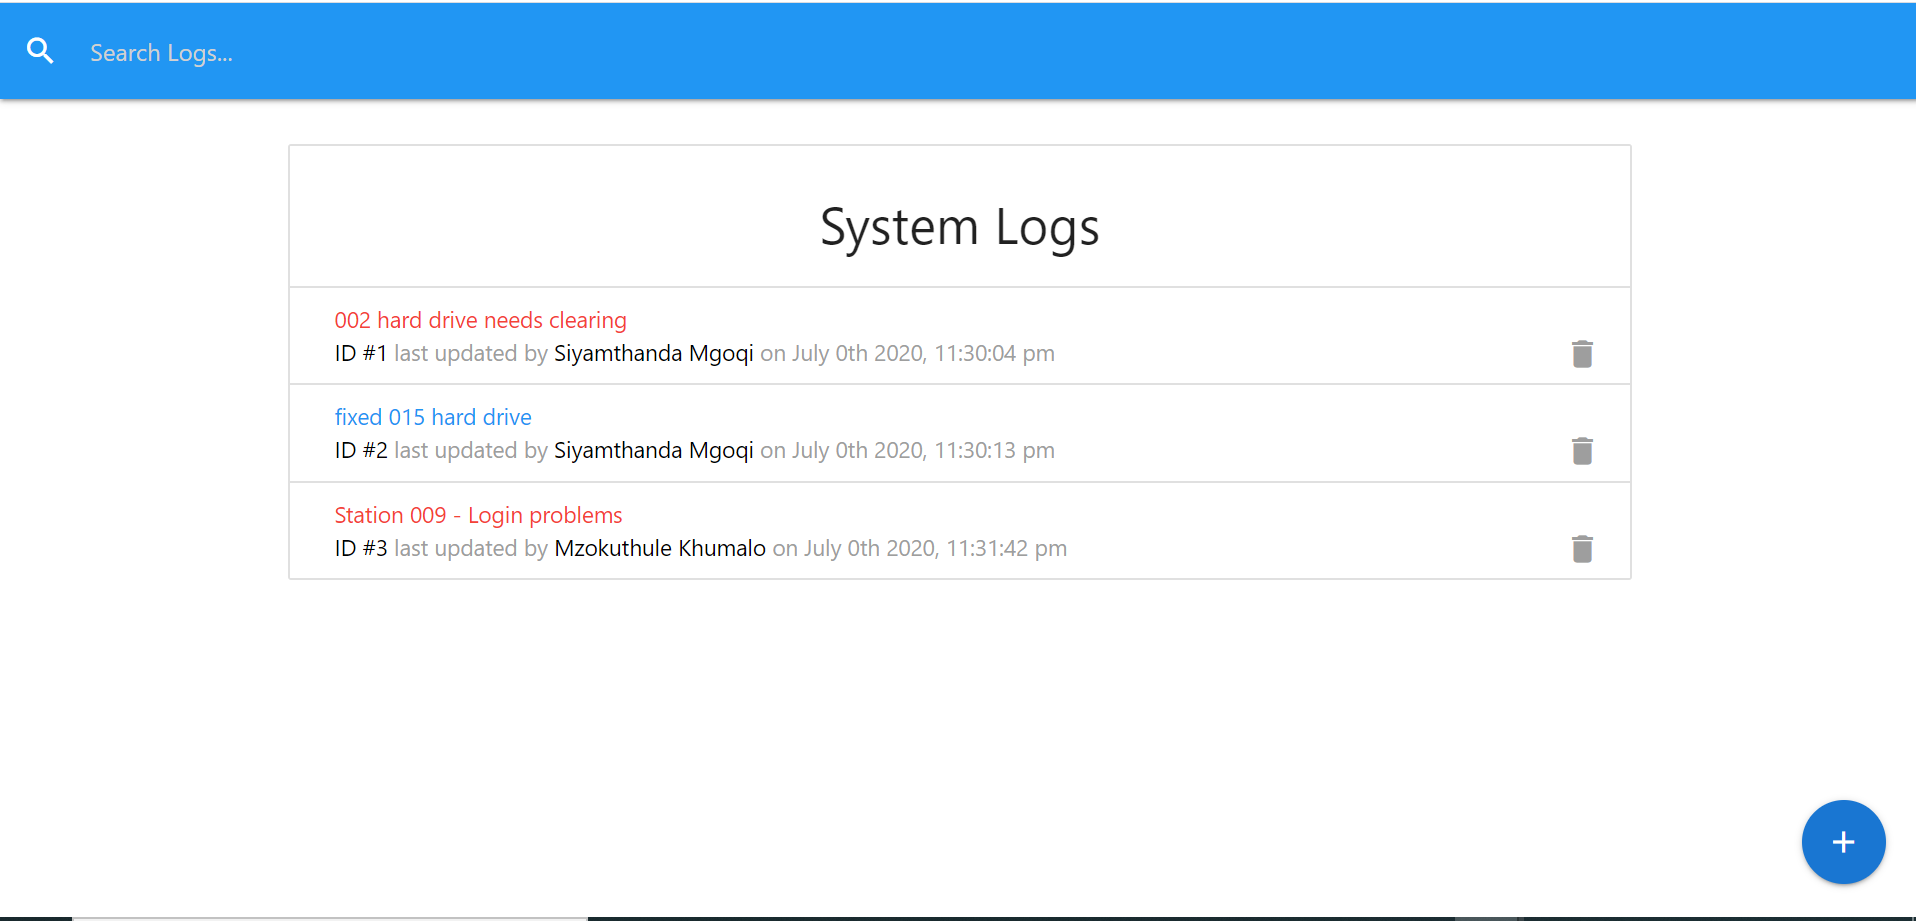 Search Logs...
System Logs
002 hard drive needs clearing
ID #1 last updated by Siyamthanda Mgoqi on July 0th 2020, 11:30:04 pm
fixed 015 hard drive
ID #2 last updated by Siyamthanda Mgoqi on July 0th 2020, 11:30:13 pm
Station 009 - Login problems
ID #3 last updated by Mzokuthule Khumalo on July 0th 2020, 11:31:42 pm